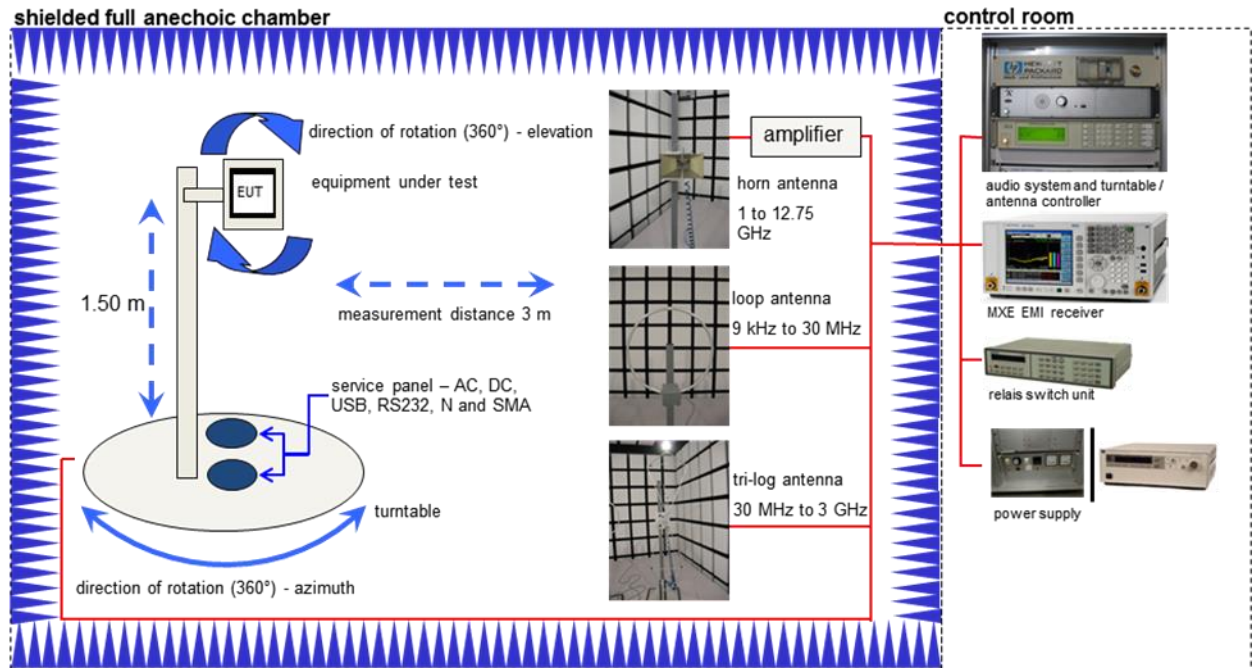 shielded full anechoic chamber
control room
direction of rotation (360°) - elevation
EUT
equipment under test
1.50 m
measurement distance 3 m
service panel – AC, DC,
USB, RS232, N and SMA
turntable
direction of rotation (360°) - azimuth
amplifier
horn antenna
1 to 12.75
GHz
loop antenna
9 kHz to 30 MHz
tri-log antenna
30 MHz to 3 GHz
hp
PACKARD
audio system and turntable /
antenna controller
MXE EMI receiver
relais switch unit
power supply